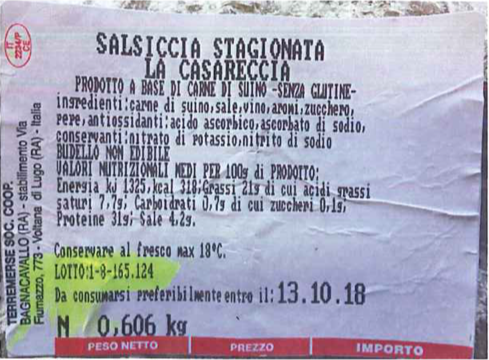 IT
2234/P
CE
SALSICCIA STAGIONATA
LA CASARECCIA
PRODOTTO A BASE DI CARNE DI SUINO -SENZA GLUTINE-
ingredienti:carne di suino,sale,vino,aromi,zucchero,
pepe,antiossidanti:acido ascorbico,ascorbato di sodio,
conservanti:nitrato di potassio,nitrito di sodio
BUDELLO NON EDIBILE
VALORI NUTRIZIONALI MEDI PER 100g di PRODOTTO:
Energia kj 1325,kcal 318;Grassi 21g di cui acidi grassi
saturi 7,7g; Carboidrati 0,7g di cui zuccheri 0,1g;
Proteine 31g; Sale 4,2g.
Conservare al fresco max 18°C.
LOTTO:1-8-165.124
Da consumarsi preferibilmente entro il: 13.10.18
N 0,606 kg
PESO NETTO PREZZO IMPORTO
TERREMERSE SOC. COOP.
BAGNACAVALLO (RA) - stabilimento Via
Fiumazzo, 773 - Voltana di Lugo (RA) - Italia